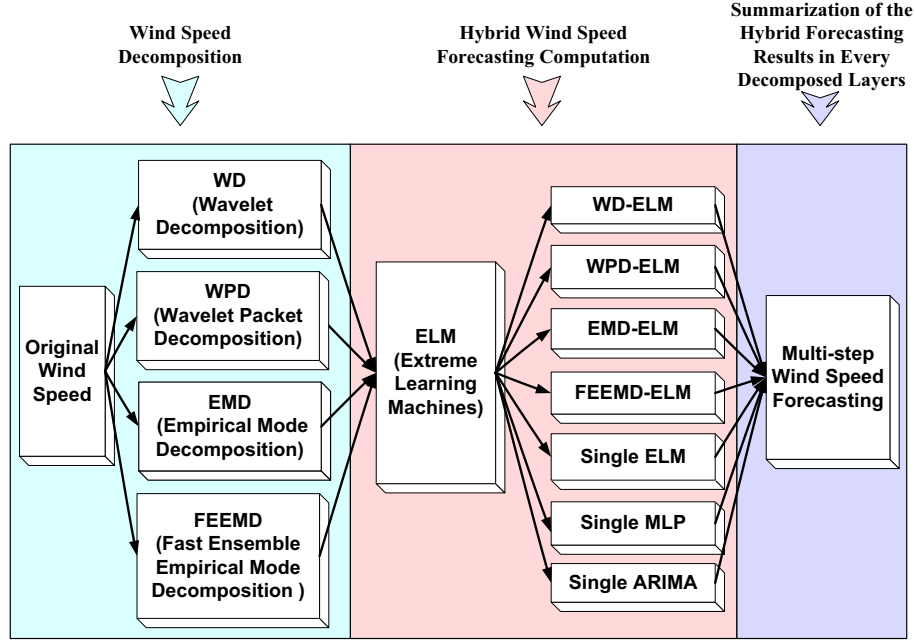 Wind Speed
Decomposition
Hybrid Wind Speed
Forecasting Computation
Summarization of the
Hybrid Forecasting
Results in Every
Decomposed Layers
Original
Wind
Speed
WD
(Wavelet
Decomposition)
WPD
(Wavelet Packet
Decomposition)
EMD
(Empirical Mode
Decomposition)
FEEMD
(Fast Ensemble
Empirical Mode
Decomposition )
ELM
(Extreme
Learning
Machines)
WD-ELM
WPD-ELM
EMD-ELM
FEEMD-ELM
Single ELM
Single MLP
Single ARIMA
Multi-step
Wind Speed
Forecasting